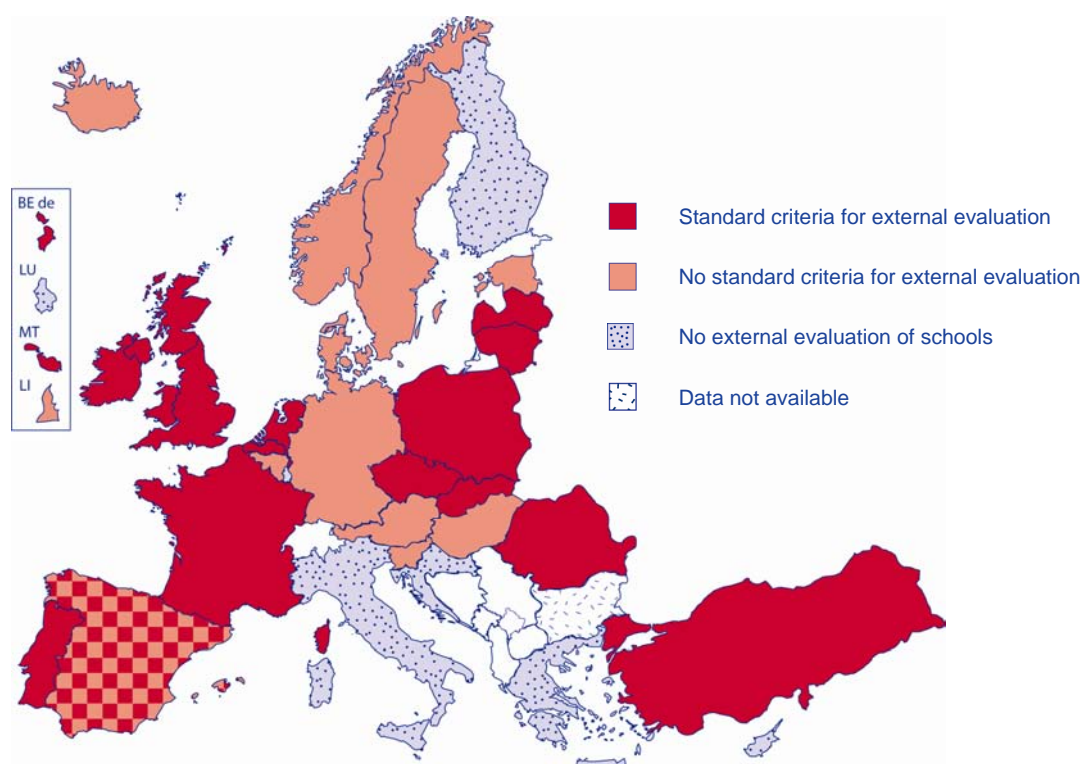 BE de
LU
MT
LI
Standard criteria for external evaluation
No standard criteria for external evaluation
No external evaluation of schools
Data not available